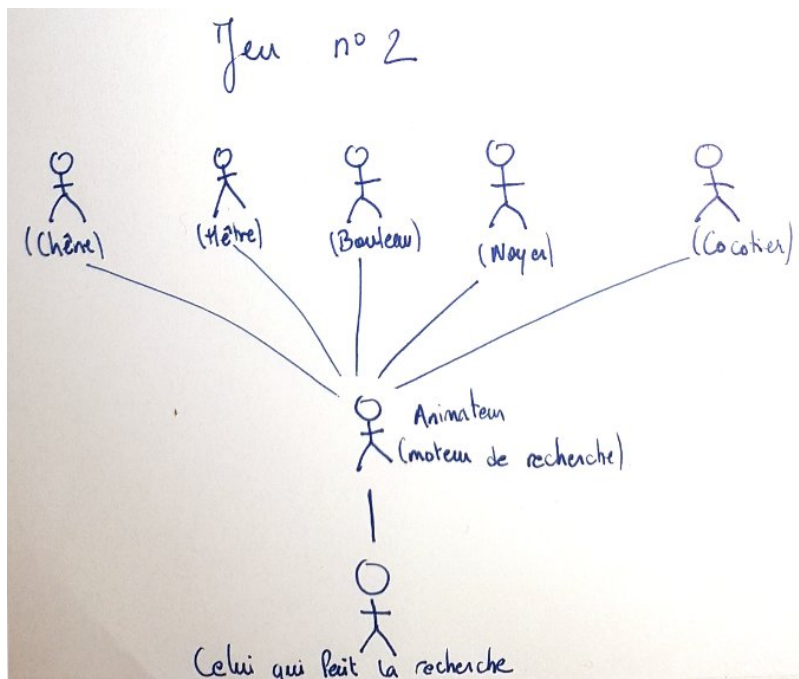 Jeu n° 2
(Chêne) (Hêtre) (Bouleau) (Noyer) (Cocotier)
Animateur
(moteur de recherche)
Celui qui fait la recherche